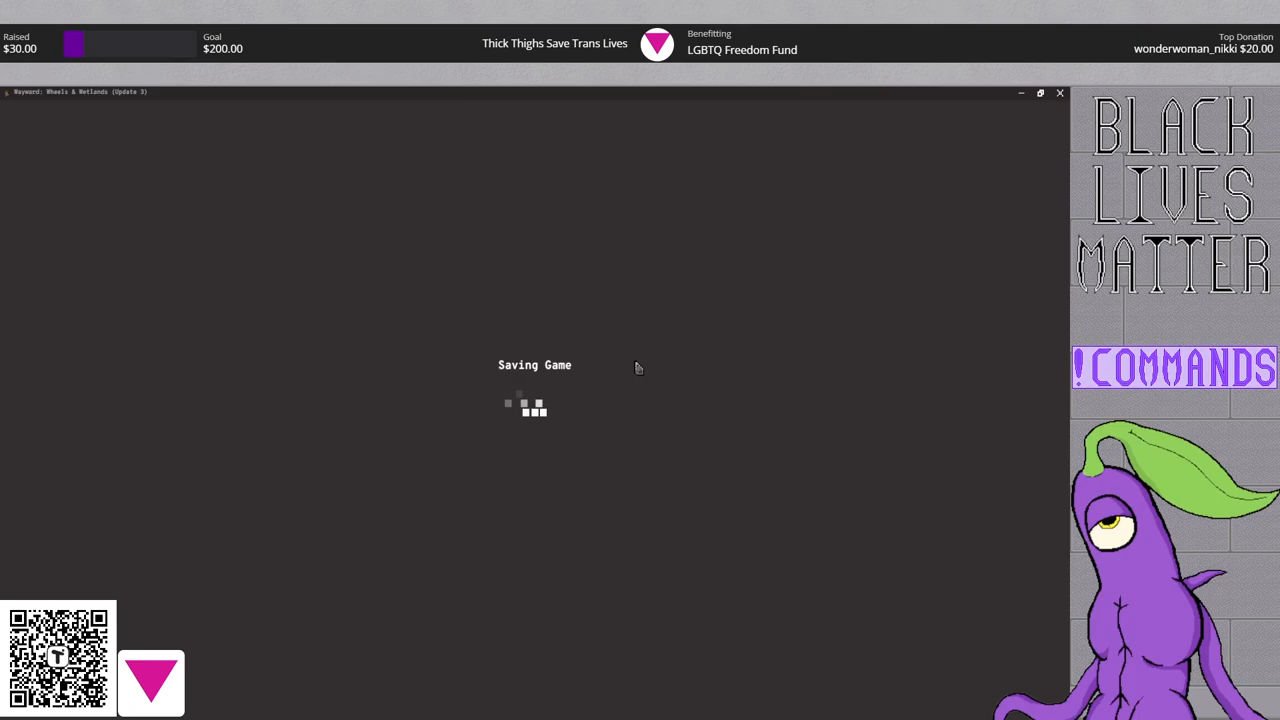 Raised
$30.00
Goal
$200.00
Thick Thighs Save Trans Lives
Benefitting
LGBTQ Freedom Fund
Top Donation
wonderwoman_nikki $20.00
Wayward: Wheels & Wetlands (Update 3)
BLACK
LIVES
MATTER
Saving Game
!COMMANDS
T